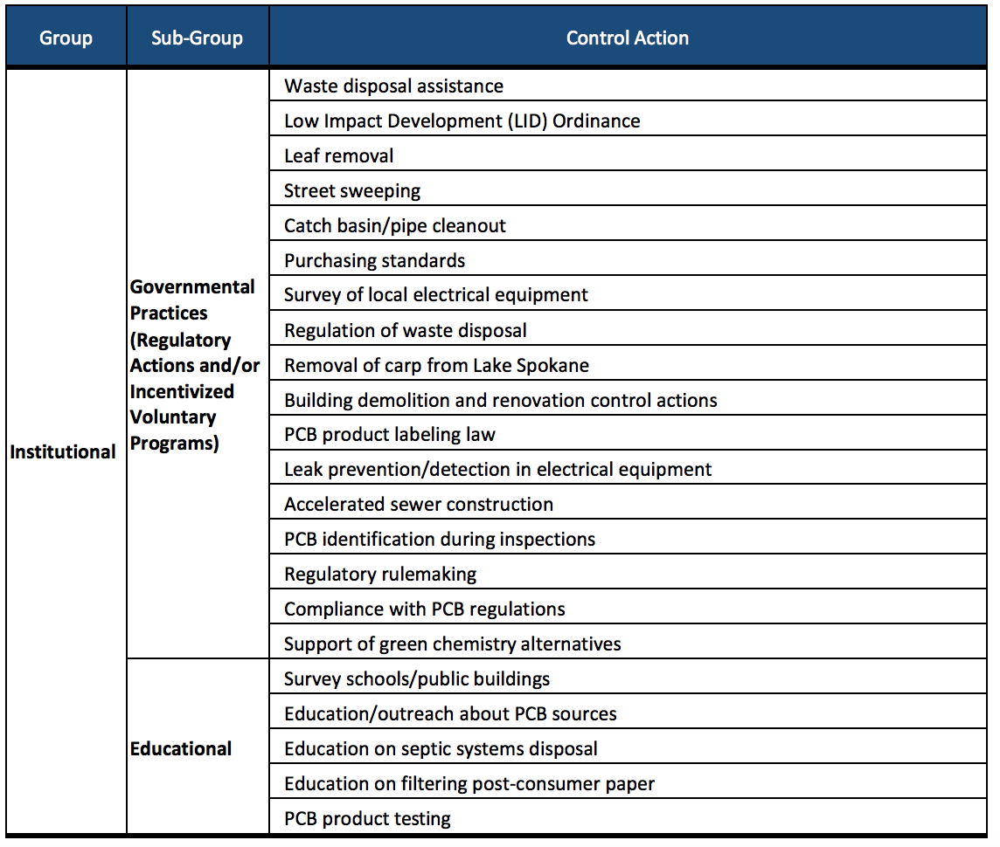 Group Sub-Group Control Action
Waste disposal assistance
Low Impact Development (LID) Ordinance
Leaf removal
Street sweeping
Catch basin/pipe cleanout
Purchasing standards
Survey of local electrical equipment
Regulation of waste disposal
Removal of carp from Lake Spokane
Building demolition and renovation control actions
PCB product labeling law
Leak prevention/detection in electrical equipment
Accelerated sewer construction
PCB identification during inspections
Regulatory rulemaking
Compliance with PCB regulations
Support of green chemistry alternatives
Governmental
Practices
(Regulatory
Actions and/or
Incentivized
Voluntary
Programs)
Institutional
Survey schools/public buildings
Education/outreach about PCB sources
Education on septic systems disposal
Education on filtering post-consumer paper
PCB product testing
Educational